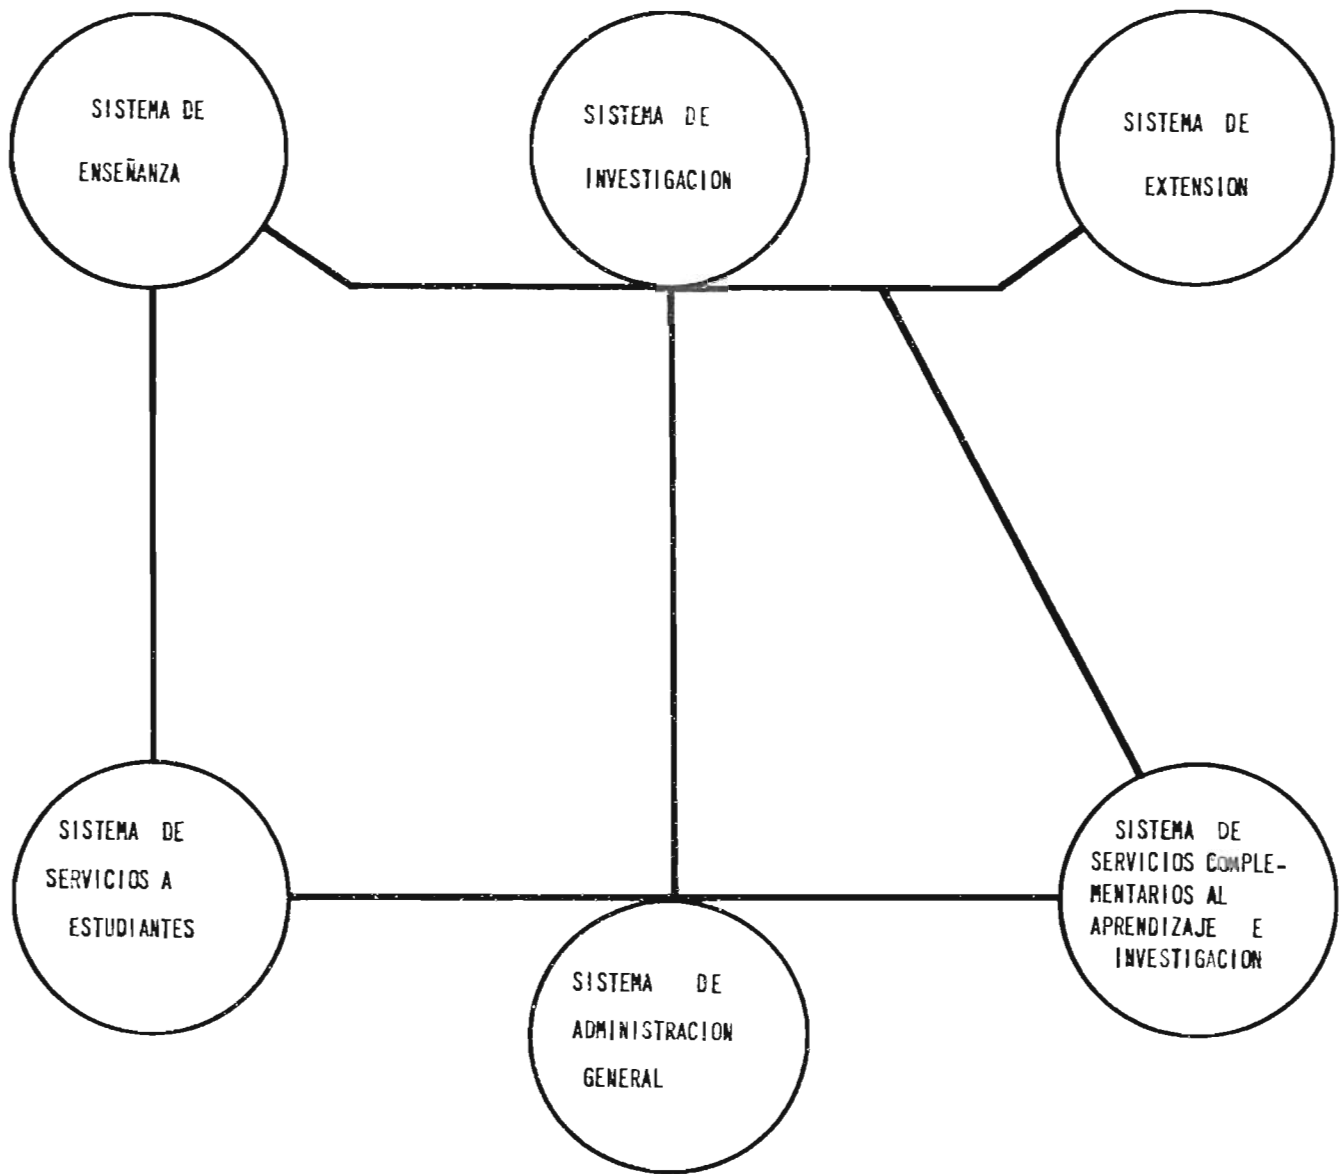 SISTEMA DE
ENSEÑANZA
SISTEMA DE
INVESTIGACION
SISTEMA DE
EXTENSION
SISTEMA DE
SERVICIOS A
ESTUDIANTES
SISTEMA DE
ADMINISTRACION
GENERAL
SISTEMA DE
SERVICIOS COMPLE-
MENTARIOS AL
APRENDIZAJE E
INVESTIGACION